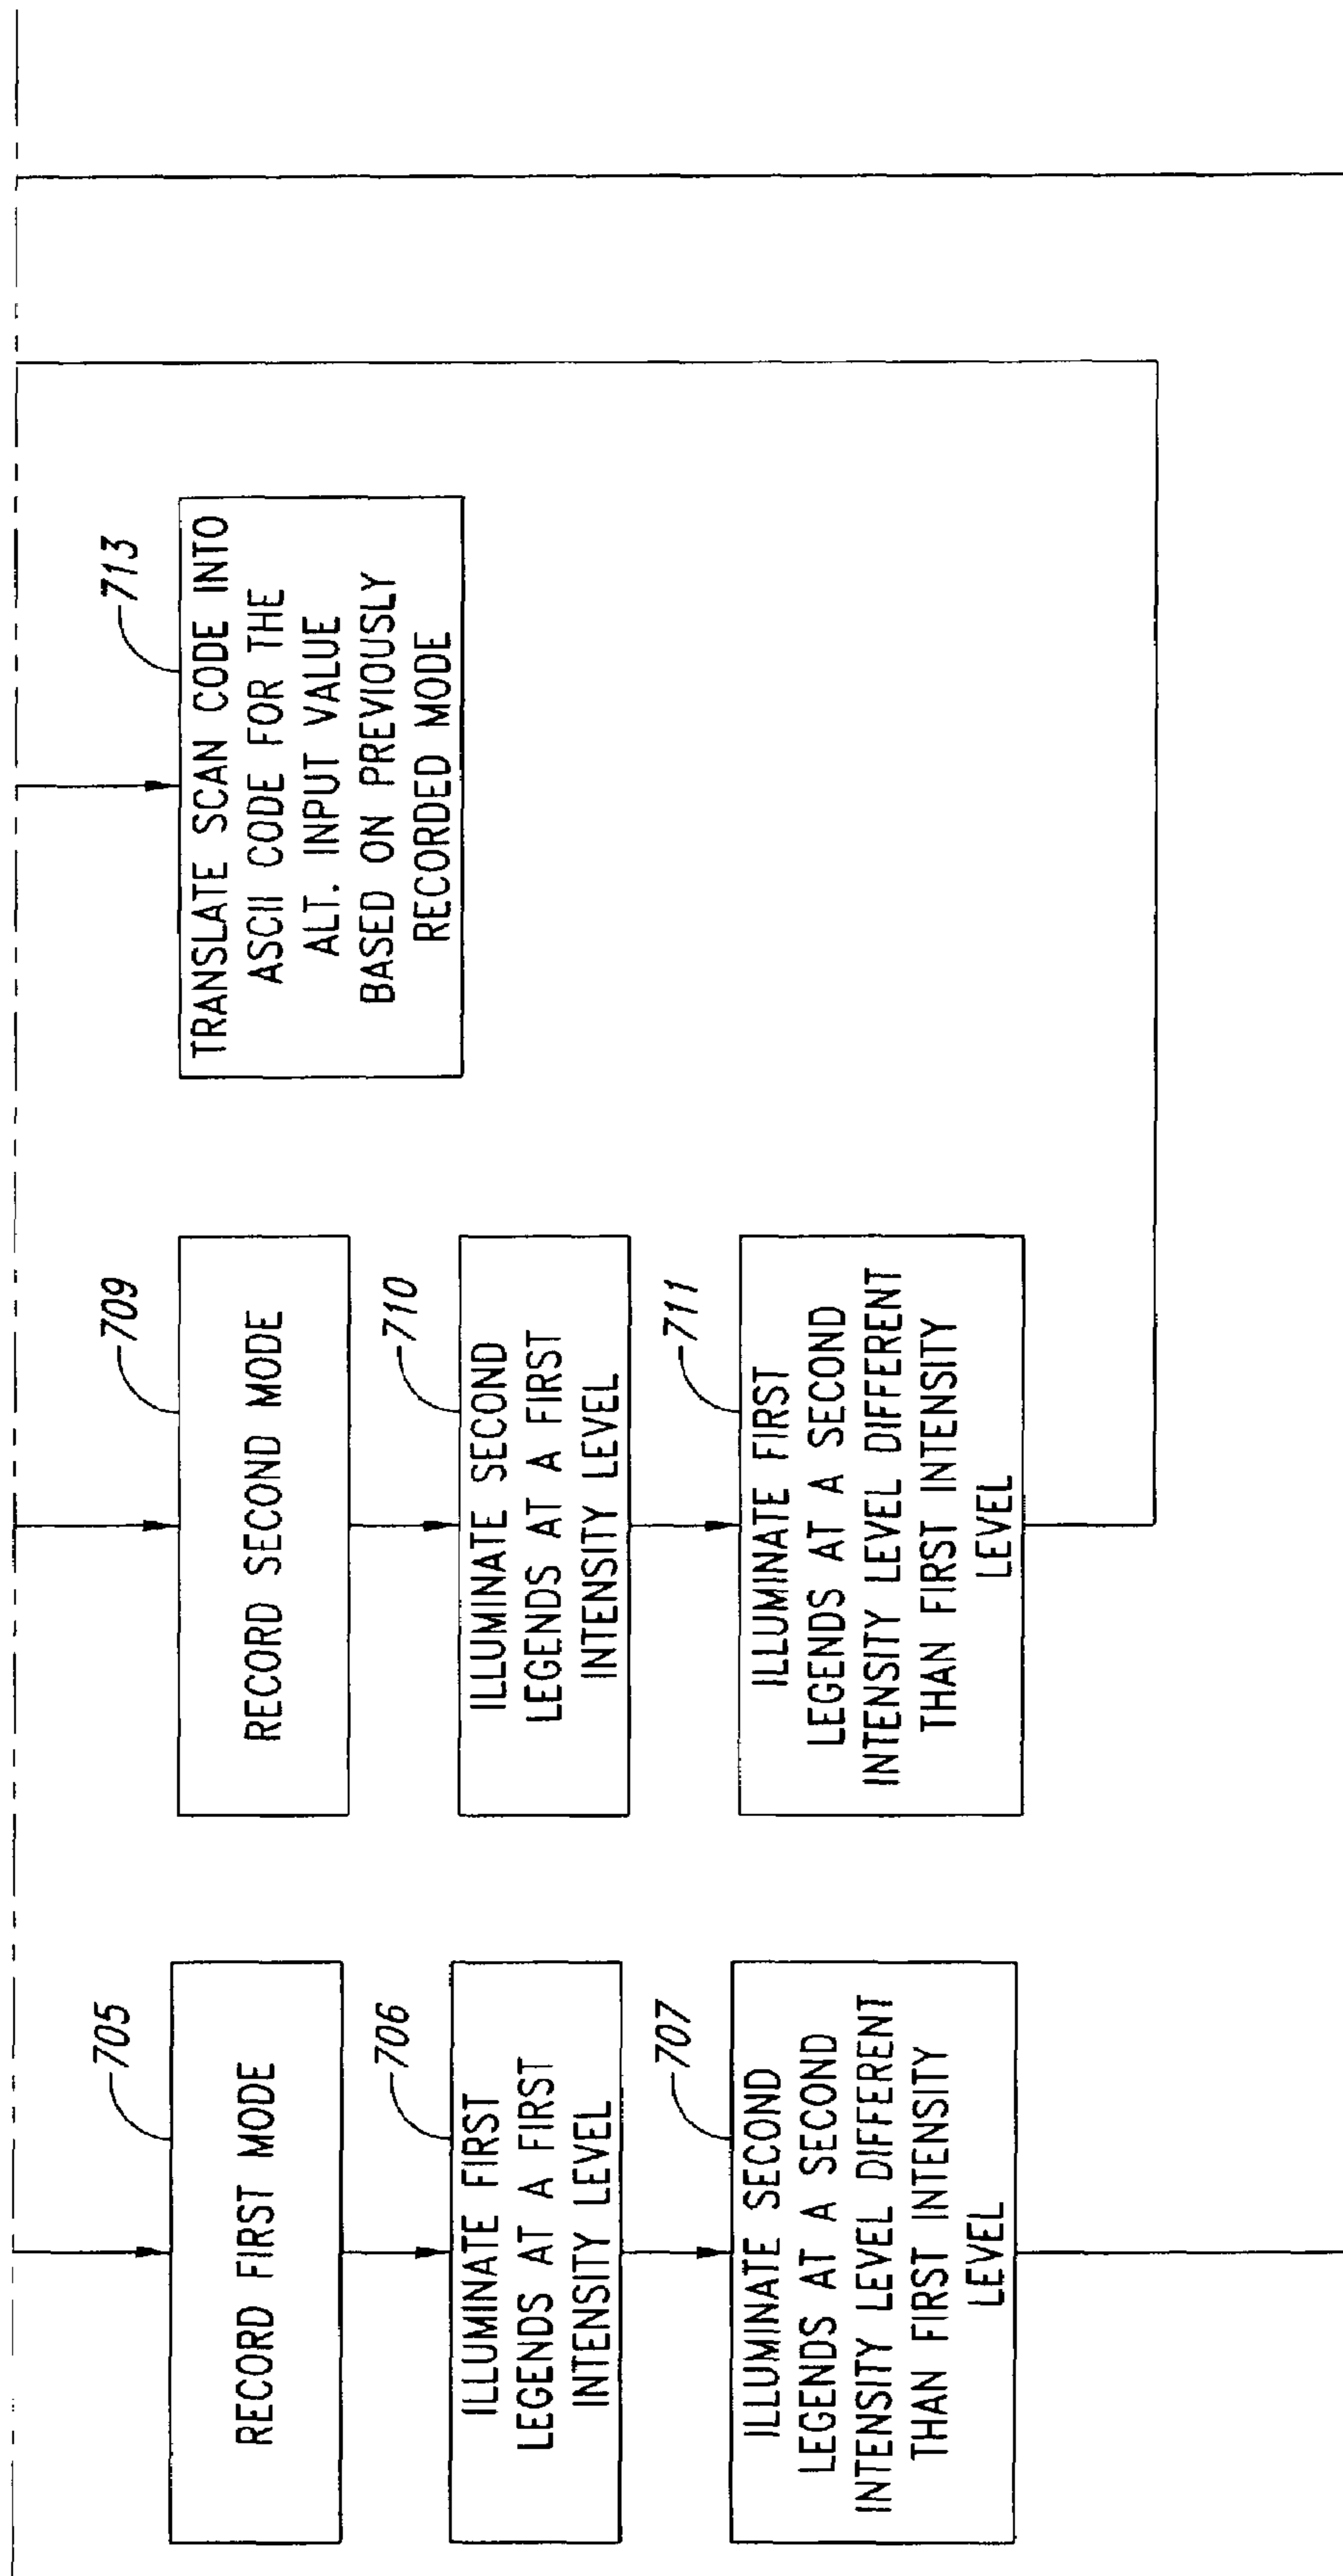 705
RECORD FIRST MODE
706
ILLUMINATE FIRST
LEGENDS AT A FIRST
INTENSITY LEVEL
707
ILLUMINATE SECOND
LEGENDS AT A SECOND
INTENSITY LEVEL DIFFERENT
THAN FIRST INTENSITY
LEVEL
709
RECORD SECOND MODE
710
ILLUMINATE SECOND
LEGENDS AT A FIRST
INTENSITY LEVEL
711
ILLUMINATE FIRST
LEGENDS AT A SECOND
INTENSITY LEVEL DIFFERENT
THAN FIRST INTENSITY
LEVEL
713
TRANSLATE SCAN CODE INTO
ASCII CODE FOR THE
ALT. INPUT VALUE
BASED ON PREVIOUSLY
RECORDED MODE